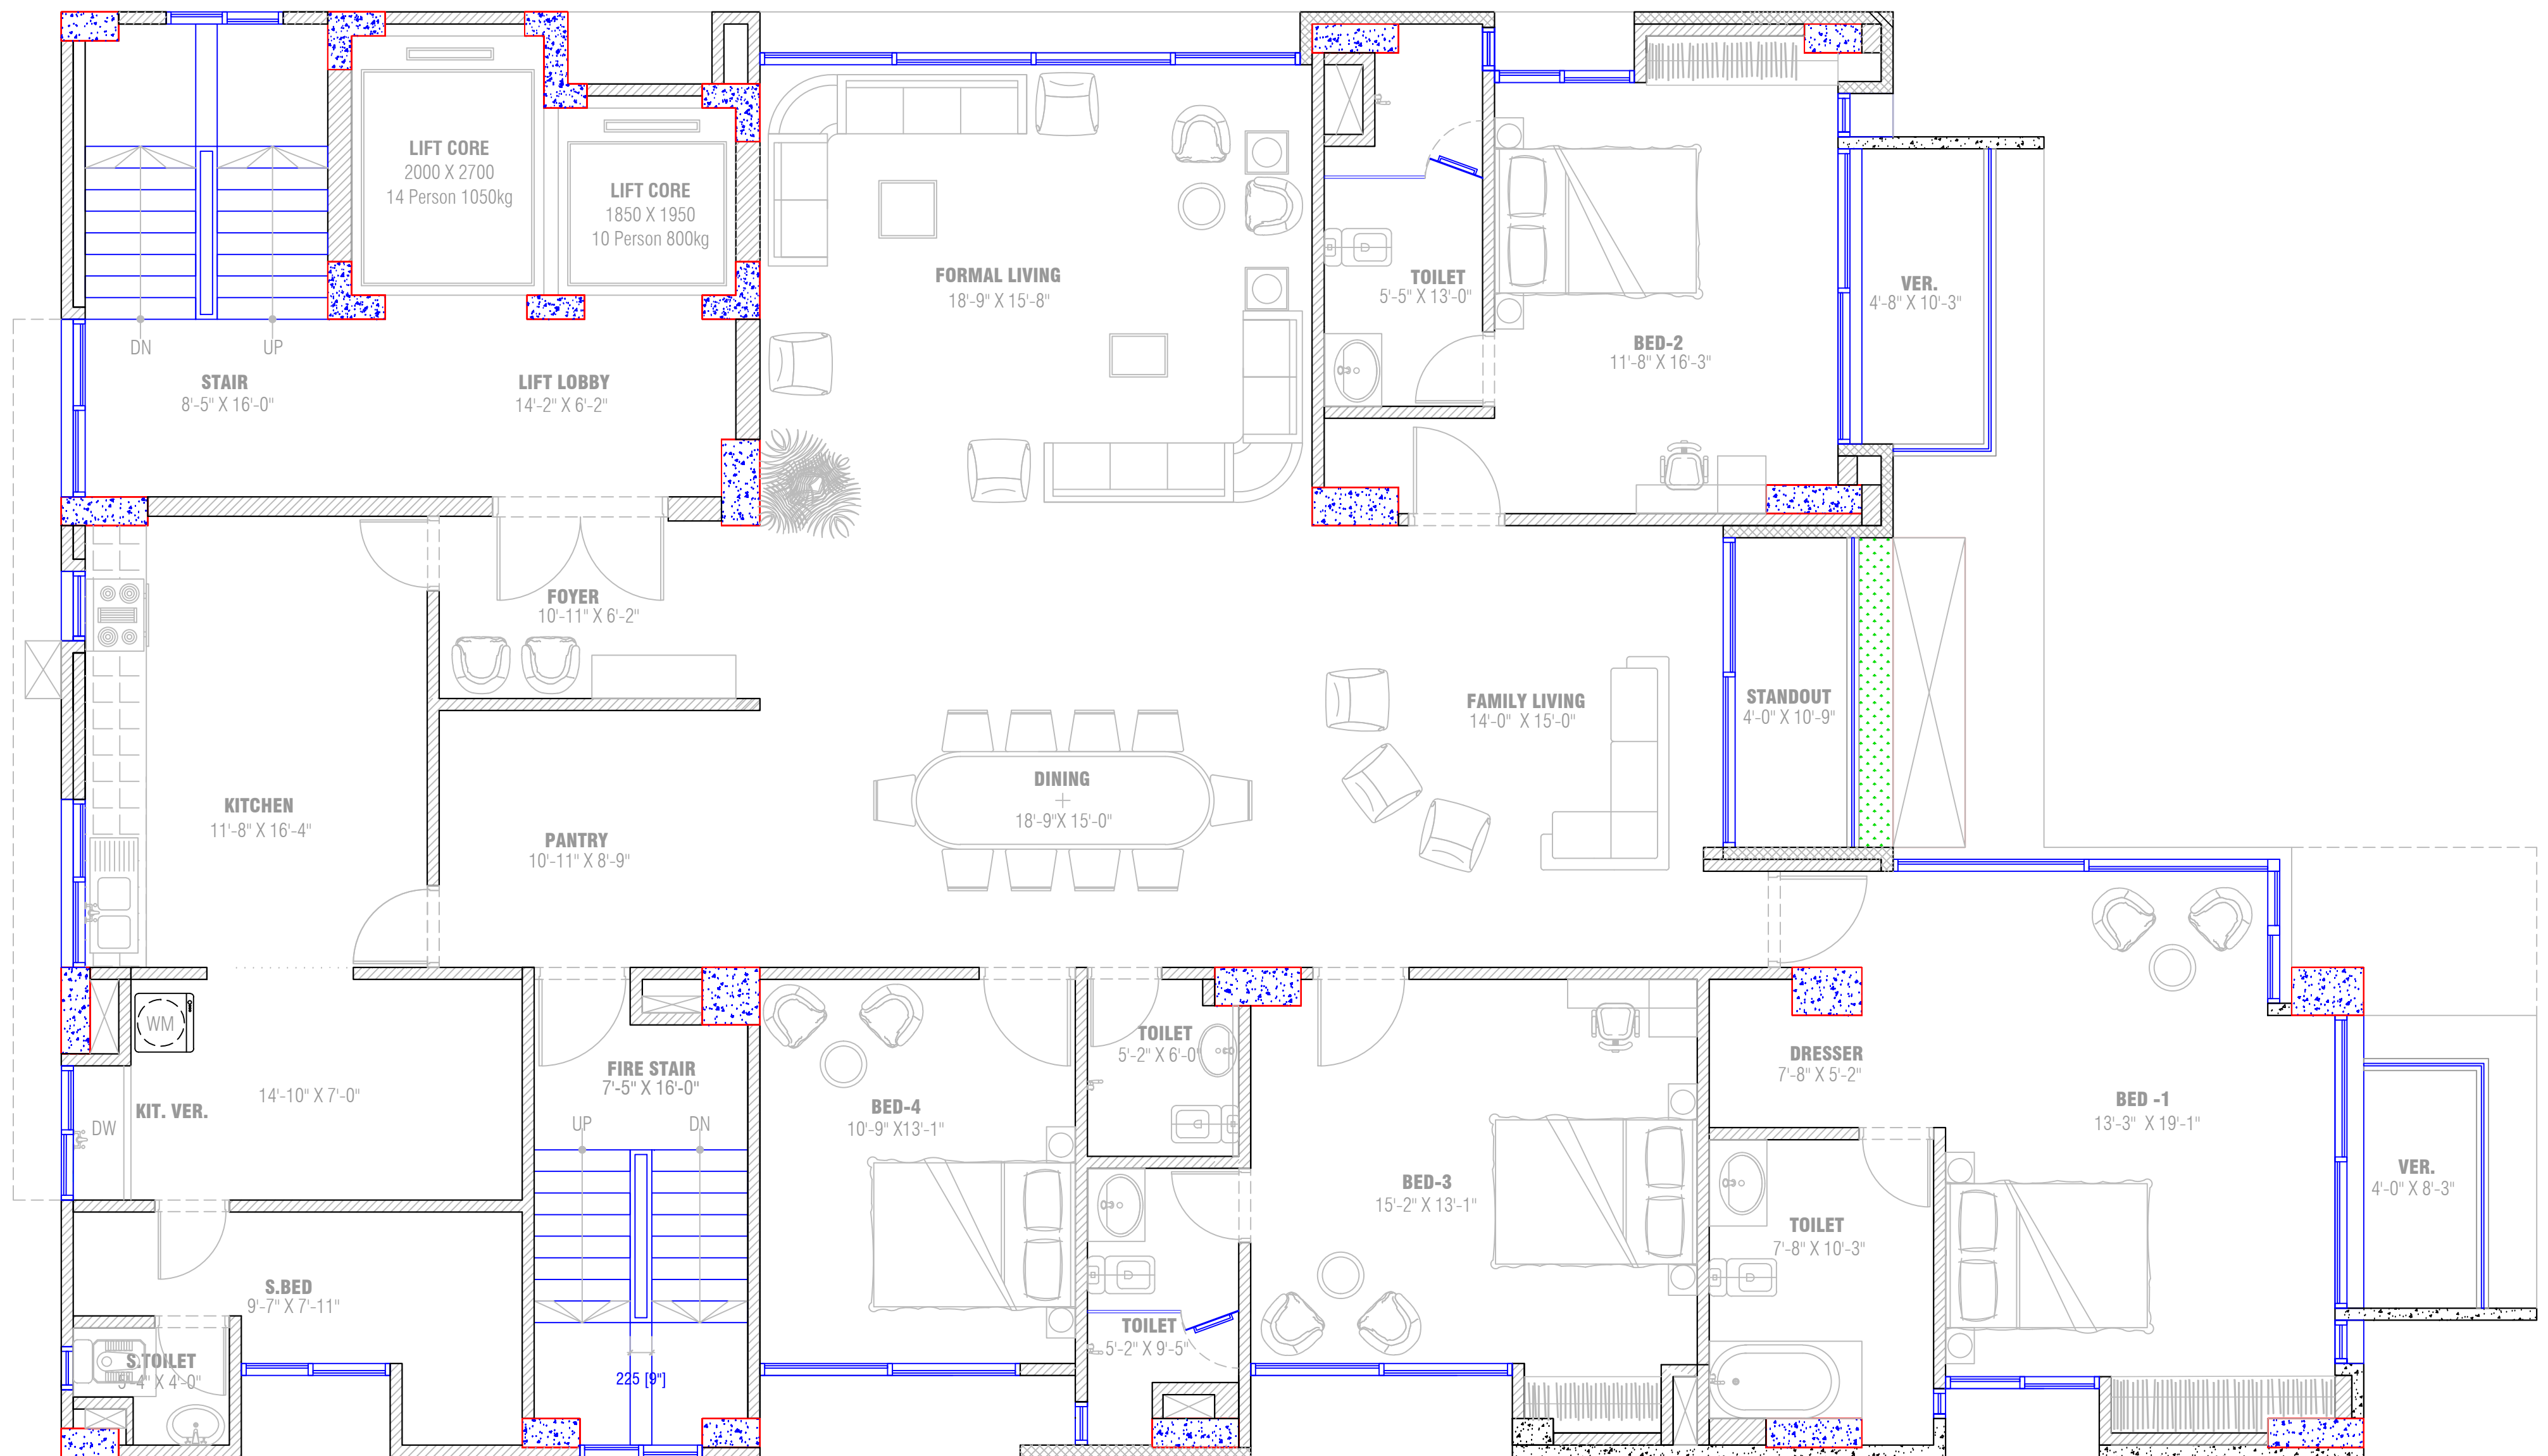 LIFT CORE
2000 X 2700
14 Person 1050kg
LIFT CORE
1850 X 1950
10 Person 800kg
FORMAL LIVING
18'-9" X 15'-8"
TOILET
5'-5" X 13'-0"
VER.
4'-8" X 10'-3"
BED-2
11'-8" X 16'-3"
DN
UP
STAIR
8'-5" X 16'-0"
LIFT LOBBY
14'-2" X 6'-2"
FOYER
10'-11" X 6'-2"
FAMILY LIVING
14'-0" X 15'-0"
STANDOUT
4'-0" X 10'-9"
KITCHEN
11'-8" X 16'-4"
PANTRY
10'-11" X 8'-9"
DINING
18'-9"X 15'-0"
WM
KIT. VER.
14'-10" X 7'-0"
DW
FIRE STAIR
7'-5" X 16'-0"
UP
DN
BED-4
10'-9" X13'-1"
TOILET
5'-2" X 6'-0"
DRESSER
7'-8" X 5'-2"
BED -1
13'-3" X 19'-1"
BED-3
15'-2" X 13'-1"
VER.
4'-0" X 8'-3"
TOILET
7'-8" X 10'-3"
S.BED
9'-7" X 7'-11"
TOILET
5'-2" X 9'-5"
S.TOILET
5'-4" X 4'-0"
225 [9"]